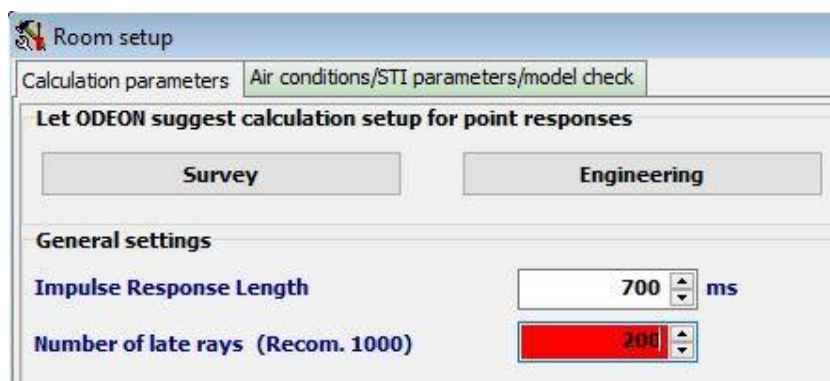 Room setup
Calculation parameters Air conditions/STI parameters/model check
Let ODEON suggest calculation setup for point responses
Survey Engineering
General settings
Impulse Response Length 700 ms
Number of late rays (Recom. 1000) 200